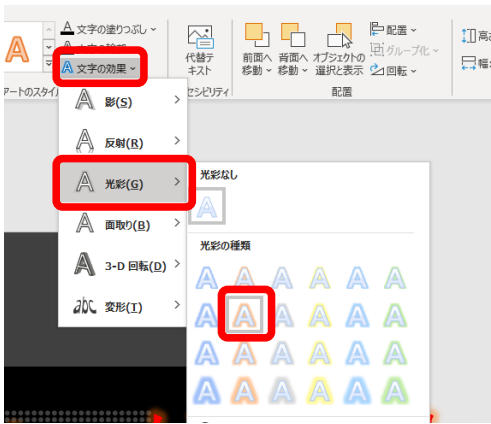 A 文字の塗りつぶし
A 文字の効果
代替テ
キスト
前面へ
移動
背面へ
移動
オブジェクトの
選択と表示
配置
グループ化
回転
高さ
幅:
アートのスタイ
セシビリティ
配置
A 影(S)
A 反射(R)
A 光彩(G)
A 面取り(B)
A 3-D 回転(D)
abc 変形(T)
光彩なし
A
光彩の種類
A A A A A A
A A A A A A
A A A A A A
A A A A A A